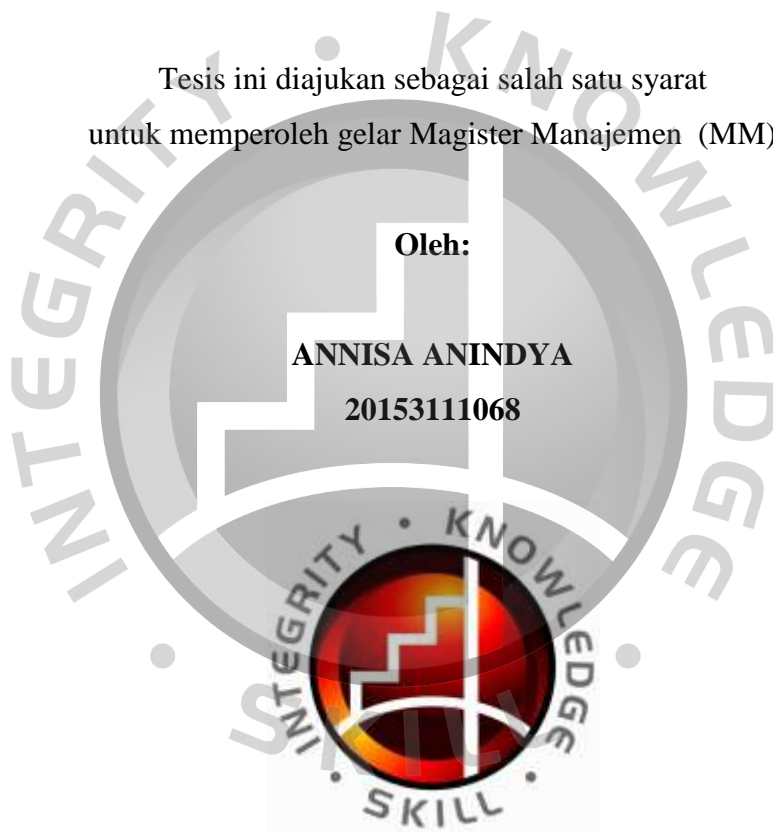 Tesis ini diajukan sebagai salah satu syarat
untuk memperoleh gelar Magister Manajemen (MM)
Oleh:
ANNISA ANINDYA
20153111068
INTEGRITY • KNOWLEDGE • SKILL •
INTEGRITY • KNOWLEDGE • SKILL •